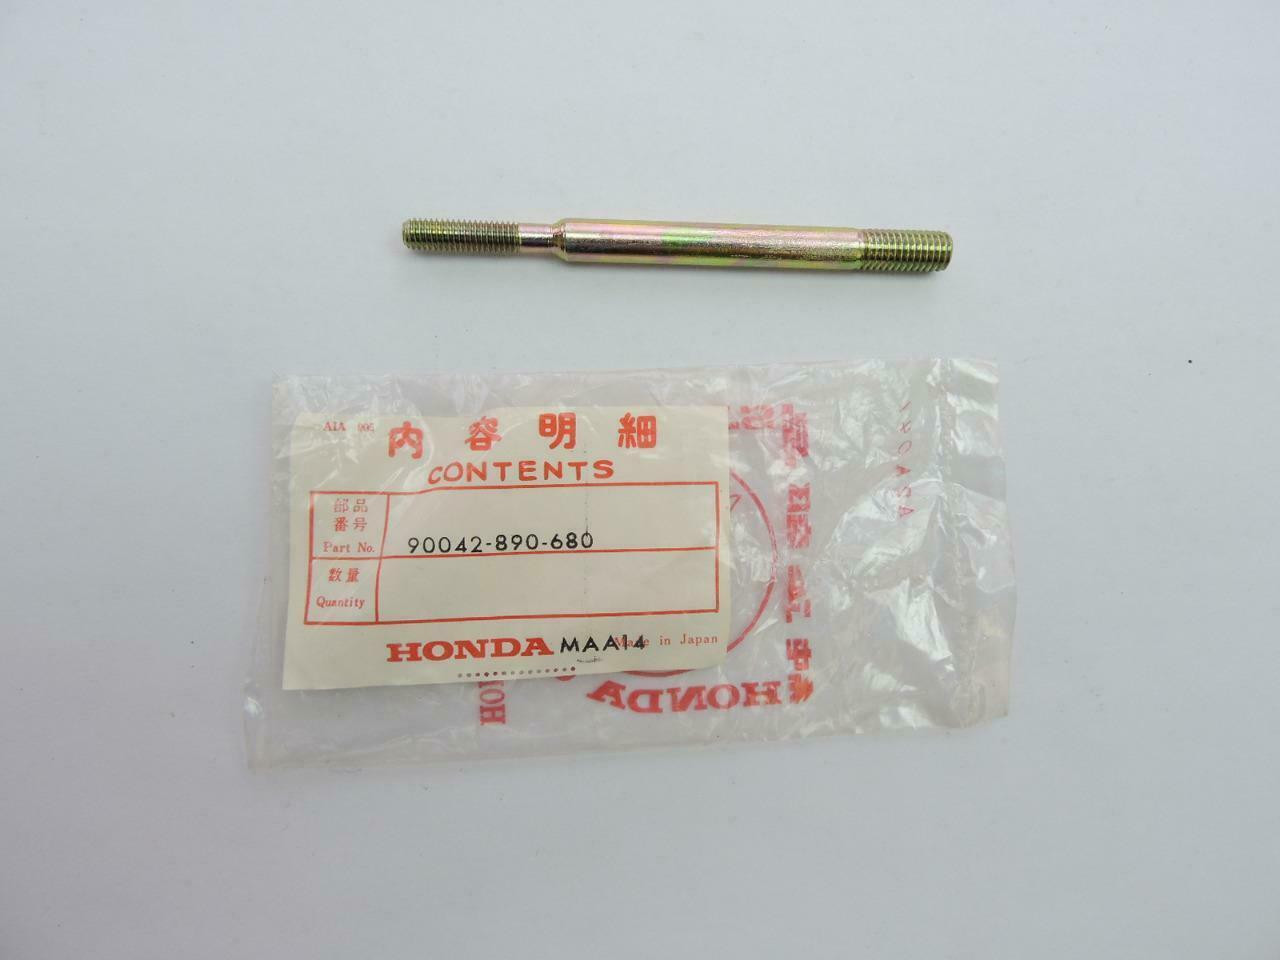 AIA 005
内容明細
CONTENTS
部品
番号
Part No.
90042-890-680
数量
Quantity
HONDA MAA14 Made in Japan
HONDA
HOI